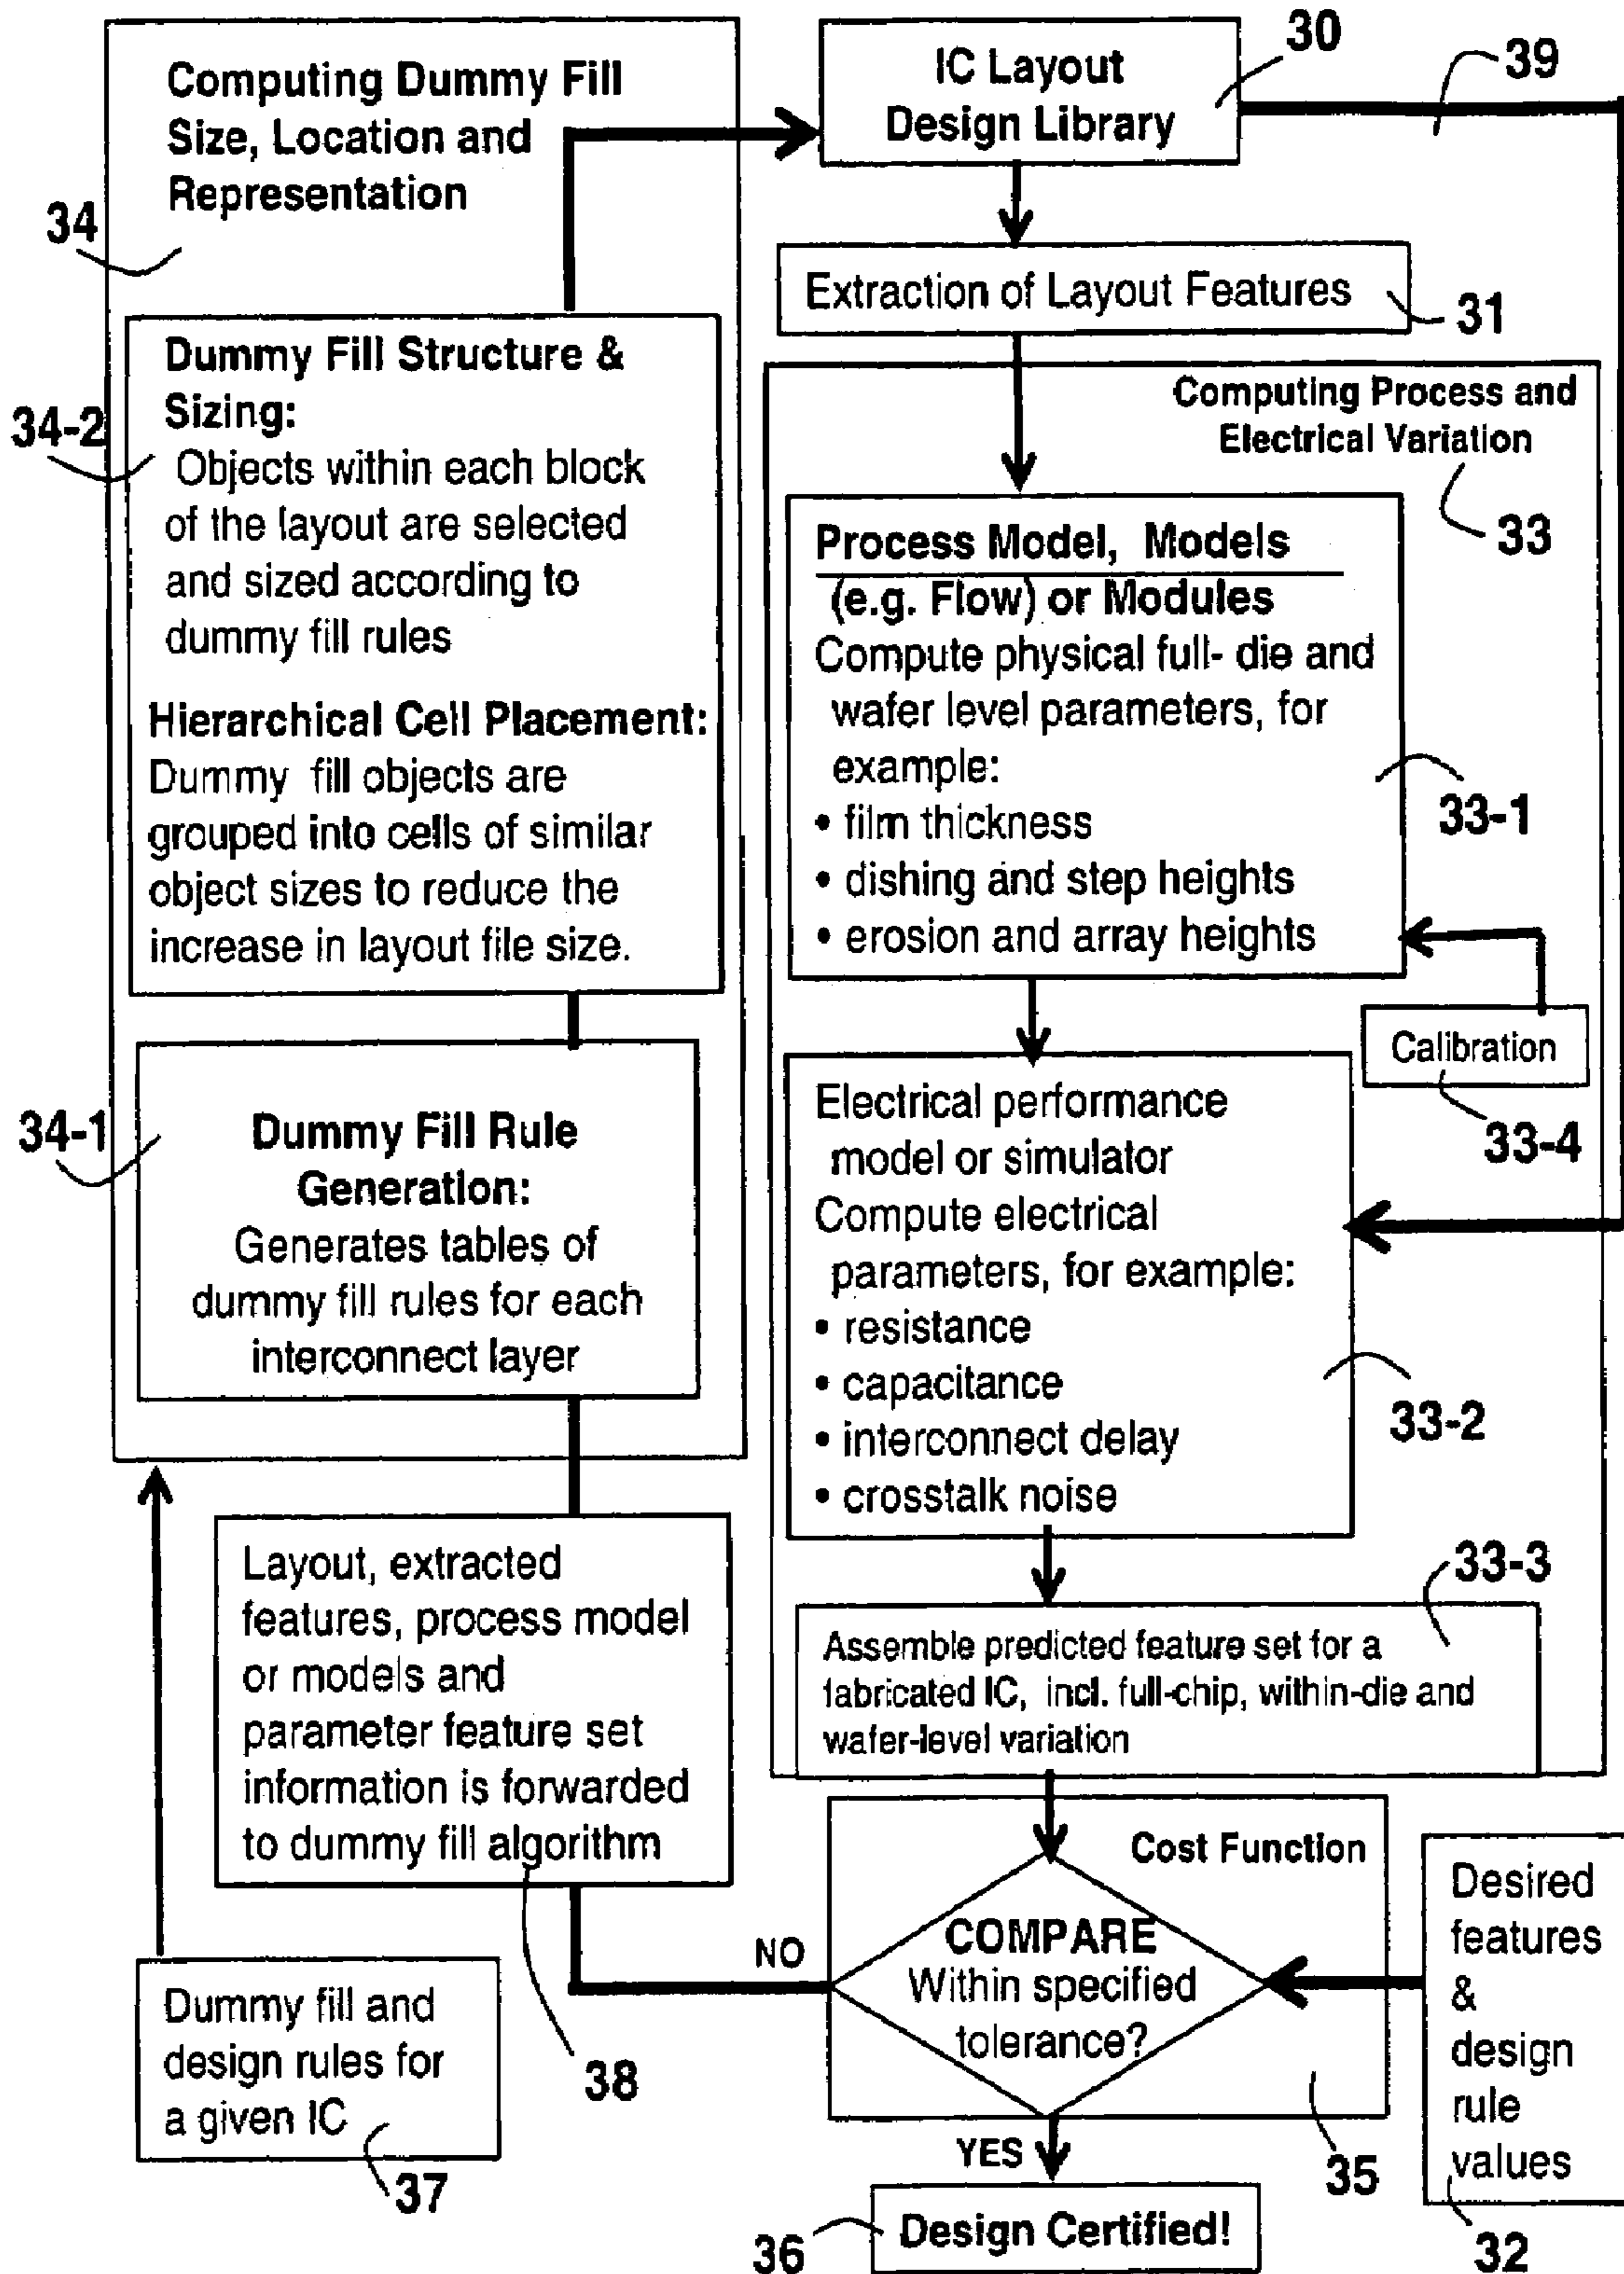 Computing Dummy Fill
Size, Location and
Representation
34
Dummy Fill Structure &
Sizing:
Objects within each block
of the layout are selected
and sized according to
dummy fill rules
34-2
Hierarchical Cell Placement:
Dummy fill objects are
grouped into cells of similar
object sizes to reduce the
increase in layout file size.
34-1
Dummy Fill Rule
Generation:
Generates tables of
dummy fill rules for each
interconnect layer
Layout, extracted
features, process model
or models and
parameter feature set
information is forwarded
to dummy fill algorithm
38
Dummy fill and
design rules for
a given IC
37
IC Layout
Design Library
30
39
Extraction of Layout Features
31
Computing Process and
Electrical Variation
33
Process Model, Models
(e.g. Flow) or Modules
Compute physical full- die and
wafer level parameters, for
example:
• film thickness
• dishing and step heights
• erosion and array heights
33-1
Calibration
33-4
Electrical performance
model or simulator
Compute electrical
parameters, for example:
• resistance
• capacitance
• interconnect delay
• crosstalk noise
33-2
33-3
Assemble predicted feature set for a
fabricated IC, incl. full-chip, within-die and
wafer-level variation
Cost Function
COMPARE
Within specified
tolerance?
NO
YES
35
Desired
features
&
design
rule
values
32
36
Design Certified!